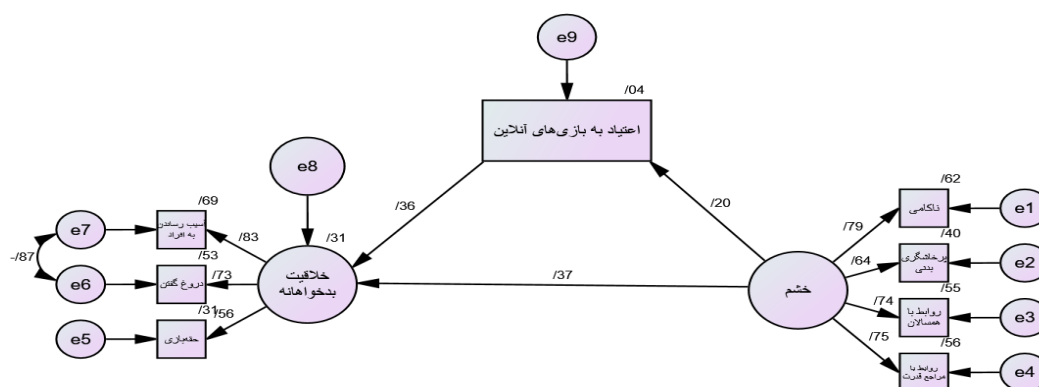 e9
/04
اعتیاد به بازی‌های آنلاین
e8
/62
ناکامی
e1
/69
آسیب رساندن
به افراد
e7
/36
/20
/79
/40
پرخاشگری
بدنی
e2
/83
/31
/64
-/87
/53
دروغ گفتن
e6
/73
خلاقیت
بدخواهانه
/37
خشم
/55
روابط با
همسالان
e3
/74
/31
حقه‌بازی
e5
/56
/75
/56
روابط با
مراجع قدرت
e4